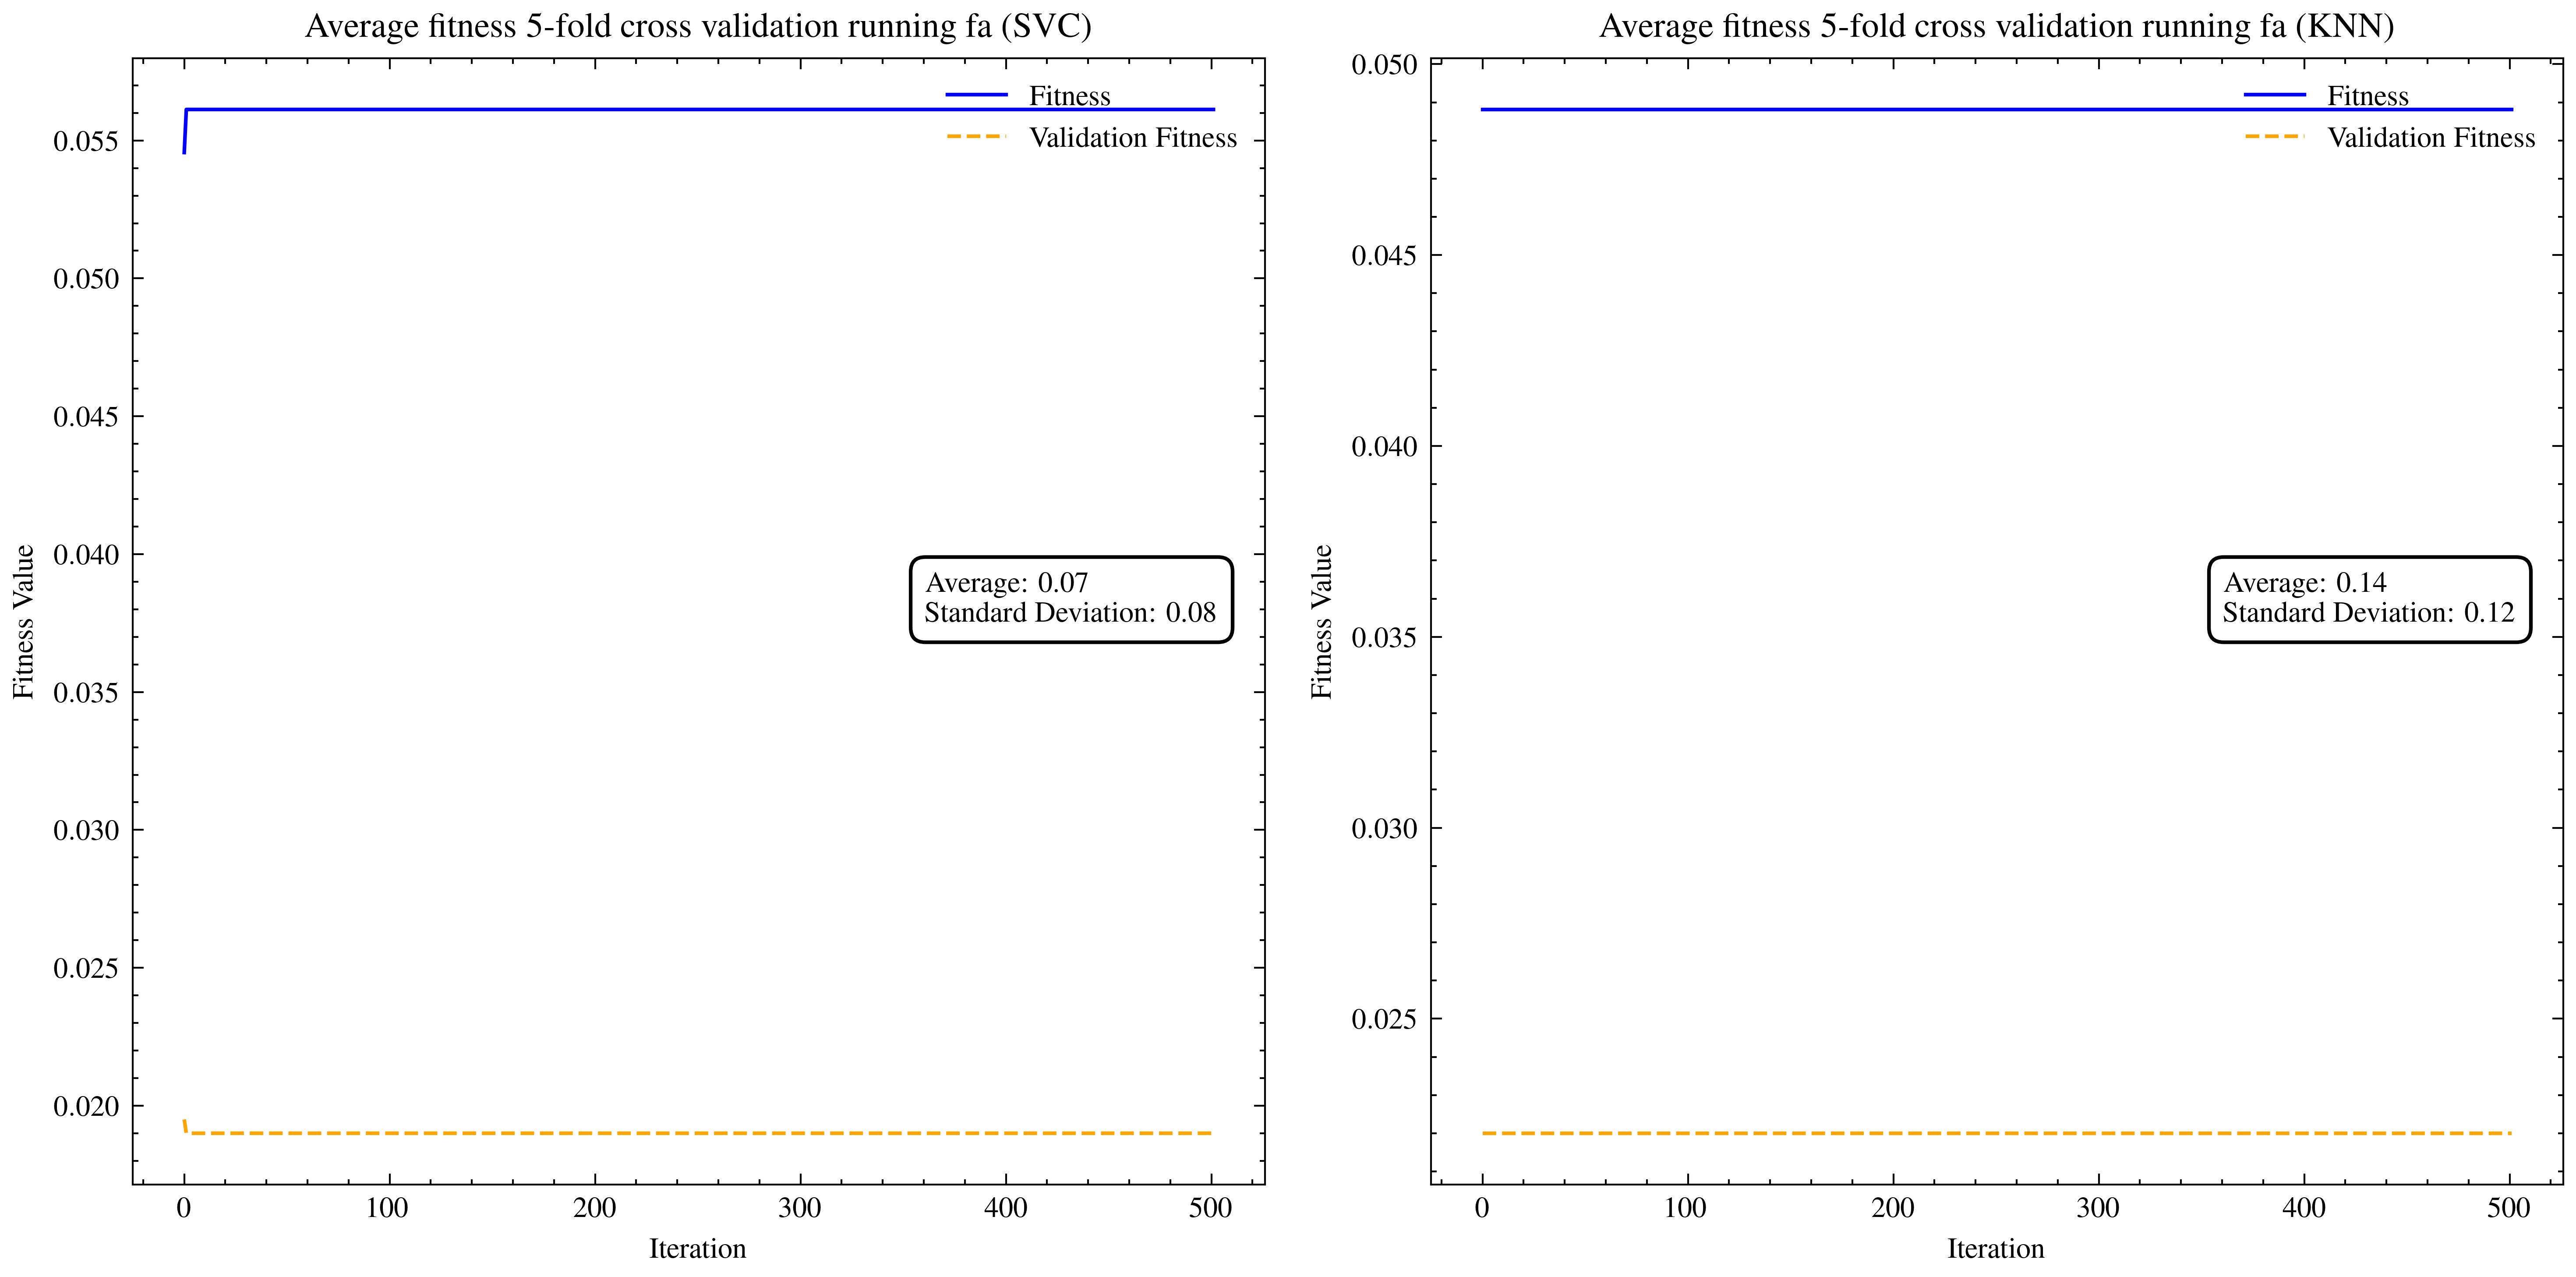 Average fitness 5-fold cross validation running fa (SVC)
Fitness
Validation Fitness
0.055
0.050
0.045
0.040
0.035
0.030
0.025
0.020
Fitness Value
Average: 0.07
Standard Deviation: 0.08
0 100 200 300 400 500
Iteration
Average fitness 5-fold cross validation running fa (KNN)
Fitness
Validation Fitness
0.050
0.045
0.040
0.035
0.030
0.025
Fitness Value
Average: 0.14
Standard Deviation: 0.12
0 100 200 300 400 500
Iteration